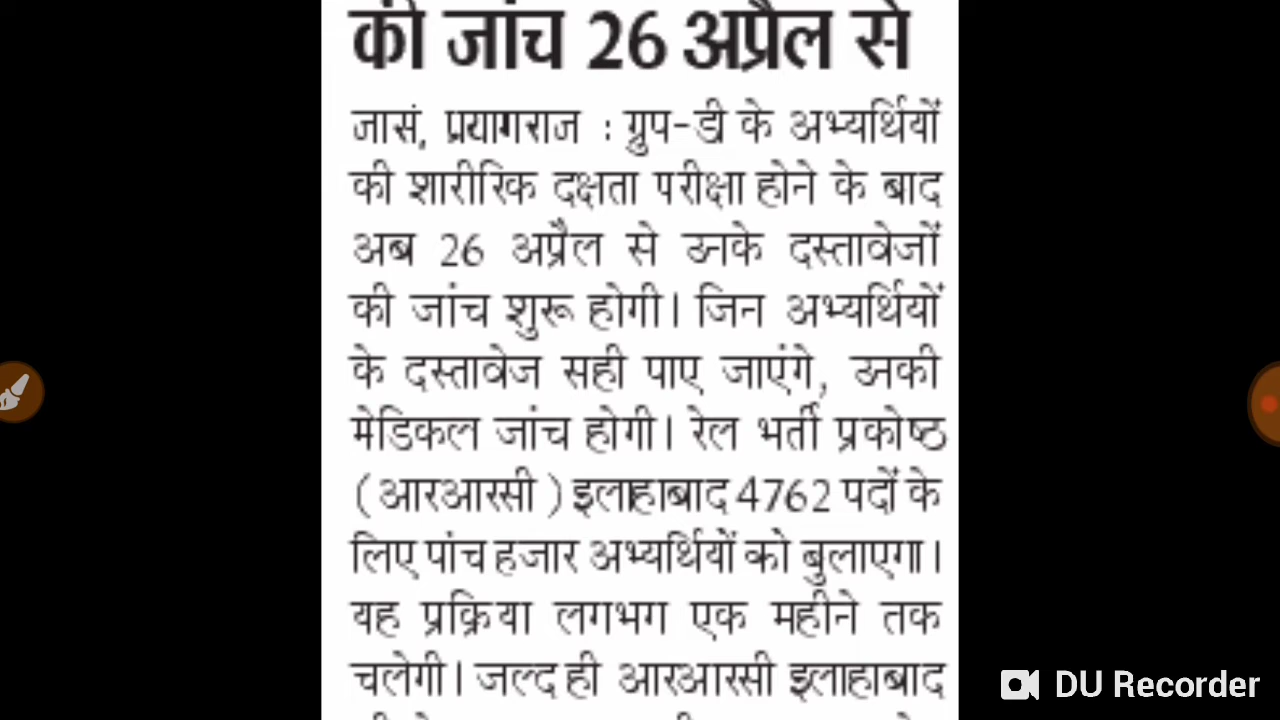 की जांच 26 अप्रैल से
जासं, प्रयागराज : ग्रुप-डी के अभ्यर्थियों
की शारीरिक दक्षता परीक्षा होने के बाद
अब 26 अप्रैल से उनके दस्तावेजों
की जांच शुरू होगी। जिन अभ्यर्थियों
के दस्तावेज सही पाए जाएंगे, उनकी
मेडिकल जांच होगी। रेल भर्ती प्रकोष्ठ
(आरआरसी) इलाहाबाद 4762 पदों के
लिए पांच हजार अभ्यर्थियों को बुलाएगा।
यह प्रक्रिया लगभग एक महीने तक
चलेगी। जल्द ही आरआरसी इलाहाबाद
DU Recorder